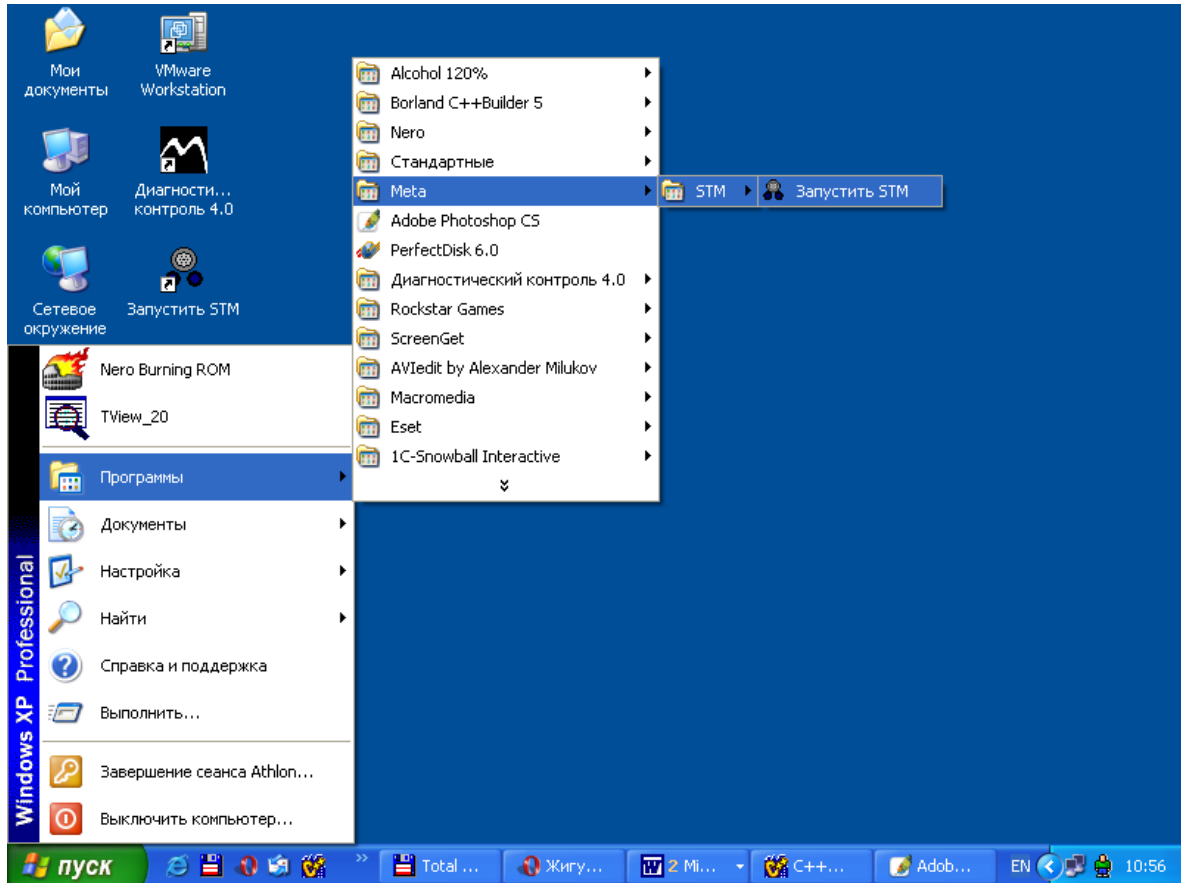 Мои
документы
VMware
Workstation
Мой
компьютер
Диагности...
контроль 4.0
Сетевое
окружение
Запустить STM
Alcohol 120%
Borland C++Builder 5
Nero
Стандартные
Meta
STM
Запустить STM
Adobe Photoshop CS
PerfectDisk 6.0
Диагностический контроль 4.0
Rockstar Games
ScreenGet
AVIedit by Alexander Milukov
Macromedia
Eset
1C-Snowball Interactive
Nero Burning ROM
TView_20
Программы
Документы
Настройка
Найти
Справка и поддержка
Выполнить...
Завершение сеанса Athlon...
Выключить компьютер...
Windows XP Professional
пуск
Total ...
Жигу...
2 Mi...
C++...
Adob...
EN
10:56